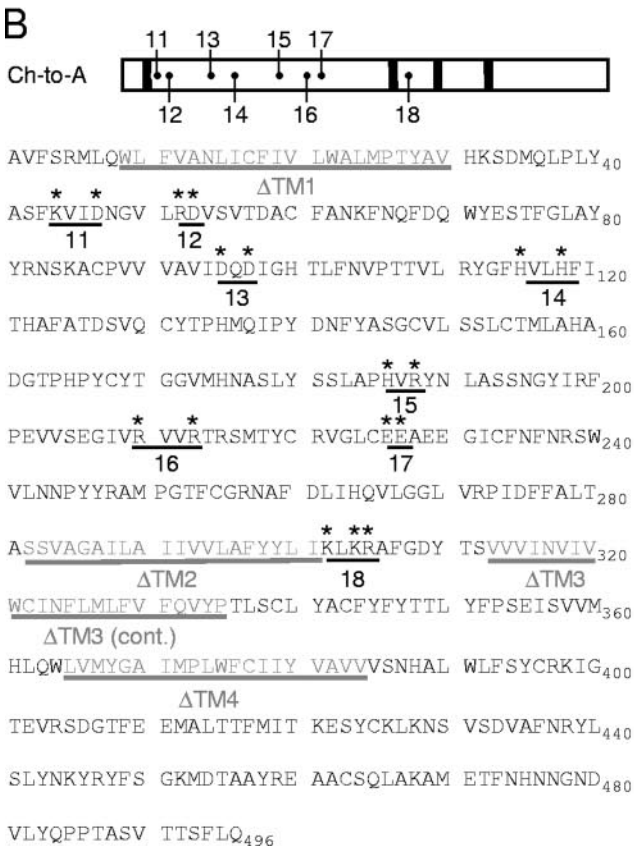 B
11 13 15 17
Ch-to-A
12 14 16 18
AVFSRMLQWL FVANLICFIV LWALMPTYAV HKSDMQLPLY40
ΔTM1
* * **
ASFKVIDNGV LRDVSVTDAC FANKFNQFDQ WYESTFGLAY80
11 12
* * * *
YRNSKACPVV VAVIDQDIGH TLFNVPTTVL RYGFHVLHFI120
13 14
THAFATDSVQ CYTPHMQIPY DNFYASGCVL SSLCTMLAHA160
* *
DGTPHPYCYT GGVMHNASLY SSLAPHVRYN LASSNGYIRF200
15
* * **
PEVVSEGIVR VVRTRSMTYC RVGLCEEAEE GICFNFNRSW240
16 17
VLNNPYYRAM PGTFCGRNAF DLIHQVLGGL VRPIDFFALT280
* **
ASSVAGAILA IIVVLAFYYLI KLKRAFGDYT SVVVINVIV320
ΔTM2 18 ΔTM3
WCINFLMLFV FQVYPTLSCL YACFYFYTTL YFPSEISVVM360
ΔTM3 (cont.)
HLQWLVMYGA IMPLWFCIIY VAVVVSNHAL WLFSYCRKIG400
ΔTM4
TEVRSDGTFE EMALTTFMIT KESYCKLKNS VSDVAFNRYL440
SLYNKYRYFS GKMDTAAYRE AACSQLAKAM ETFNHNNGND480
VLYQPPTASV TTSFLQ496